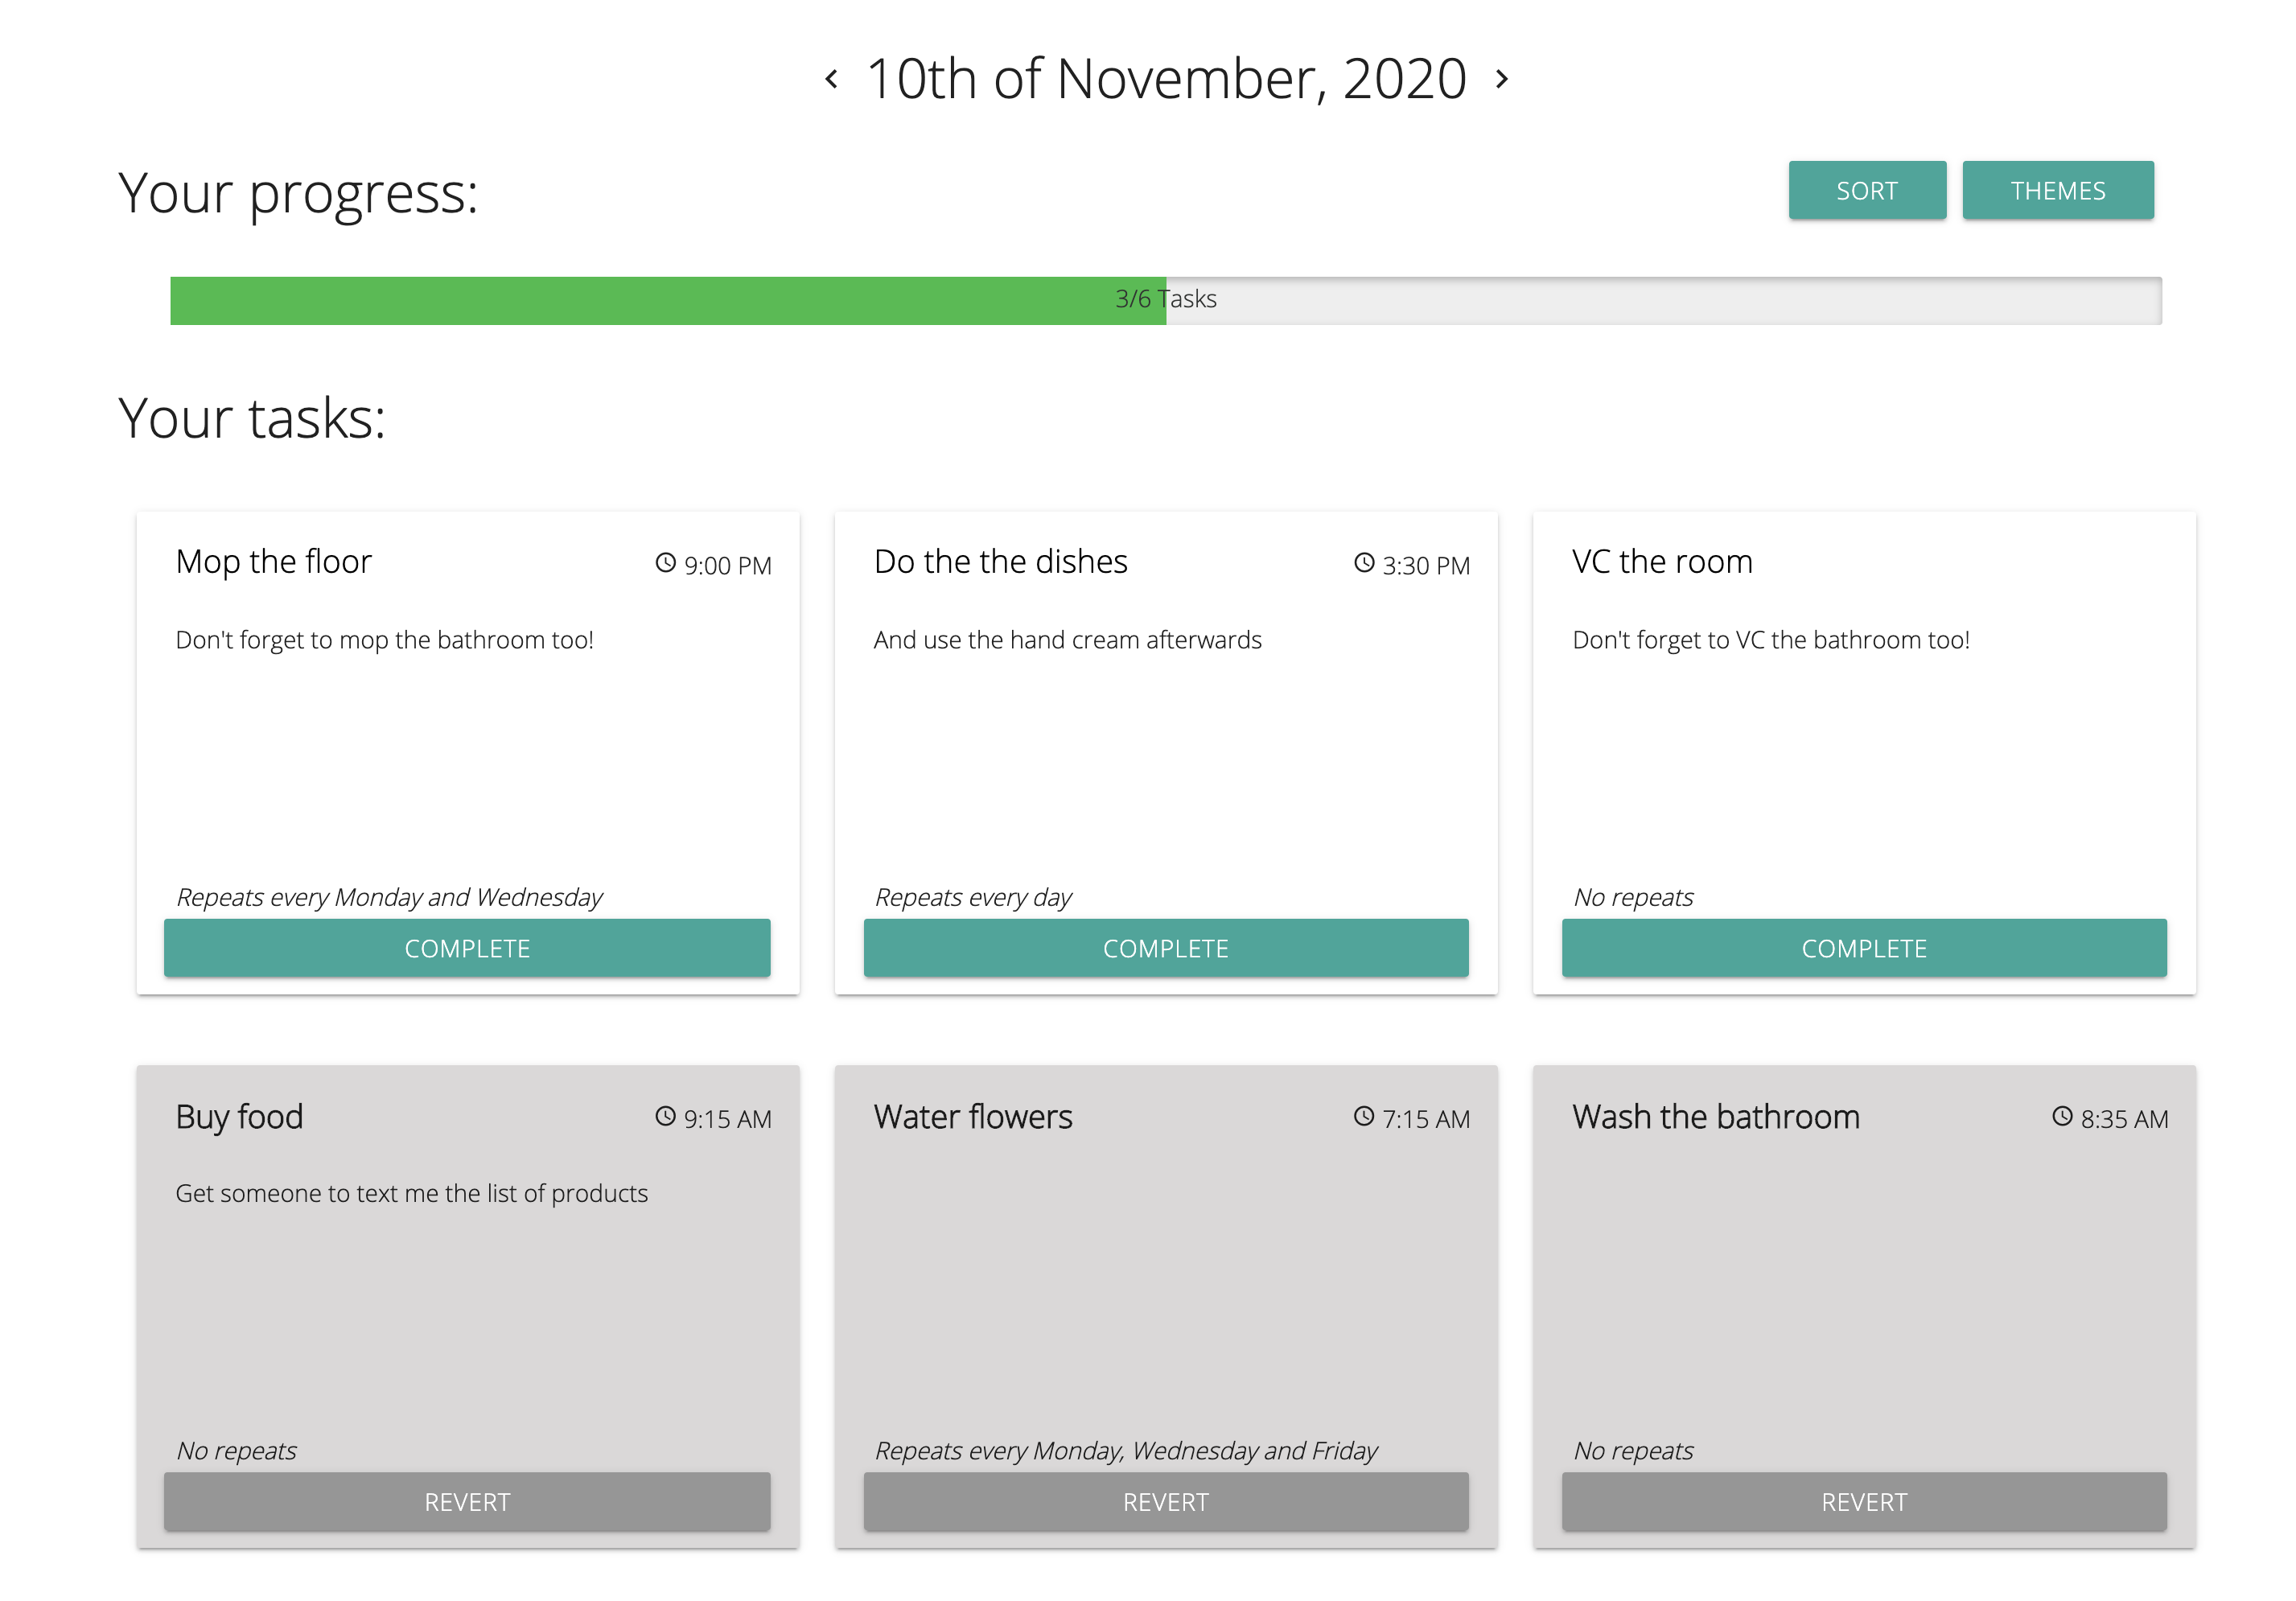 10th of November, 2020
Your progress:
SORT
THEMES
3/6 Tasks
Your tasks:
Mop the floor
9:00 PM
Don't forget to mop the bathroom too!
Repeats every Monday and Wednesday
COMPLETE
Do the the dishes
3:30 PM
And use the hand cream afterwards
Repeats every day
COMPLETE
VC the room
Don't forget to VC the bathroom too!
No repeats
COMPLETE
Buy food
9:15 AM
Get someone to text me the list of products
No repeats
REVERT
Water flowers
7:15 AM
Repeats every Monday, Wednesday and Friday
REVERT
Wash the bathroom
8:35 AM
No repeats
REVERT